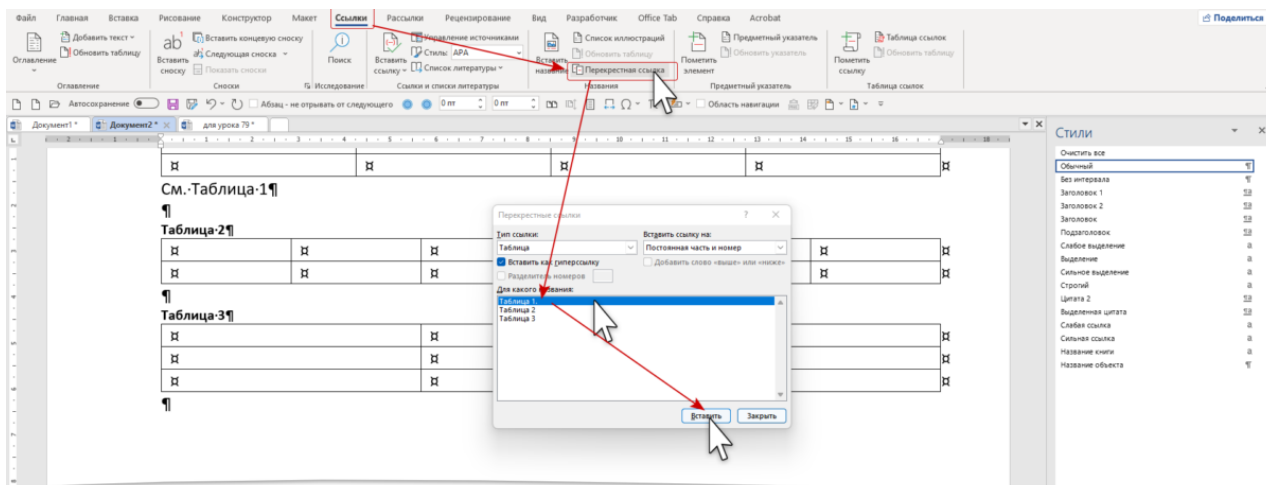 Файл Главная Вставка Рисование Конструктор Макет Ссылки Рассылки Рецензирование Вид Разработчик Office Tab Справка Acrobat Поделиться
Оглавление
Добавить текст
Обновить таблицу
Оглавление
ab
Вставить сноску
Вставить концевую сноску
Следующая сноска
Показать сноски
Сноски
Поиск
Исследование
Вставить ссылку
Управление источниками
Стиль: APA
Список литературы
Ссылки и списки литературы
Вставить
Список иллюстраций
Обновить таблицу
Перекрестная ссылка
Названия
Пометить элемент
Предметный указатель
Обновить указатель
Предметный указатель
Пометить ссылку
Таблица ссылок
Обновить таблицу
Таблица ссылок
Автосохранение Абзац - не отрывать от следующего 0 пт 0 пт Область навигации
Документ1 * Документ2 * для урока 79 *
См.·Таблица·1¶
¶
Таблица·2¶
¶
Таблица·3¶
¶
Перекрестные ссылки ? ×
Тип ссылки: Вставить ссылку на:
Таблица Постоянная часть и номер
Вставить как гиперссылку Добавить слово «выше» или «ниже»
Разделитель номеров
Для какого названия:
Таблица 1.
Таблица 2
Таблица 3
Вставить Закрыть
Стили
Очистить все
Обычный
Без интервала
Заголовок 1
Заголовок 2
Заголовок
Подзаголовок
Слабое выделение
Выделение
Сильное выделение
Строгий
Цитата 2
Выделенная цитата
Слабая ссылка
Сильная ссылка
Название книги
Название объекта